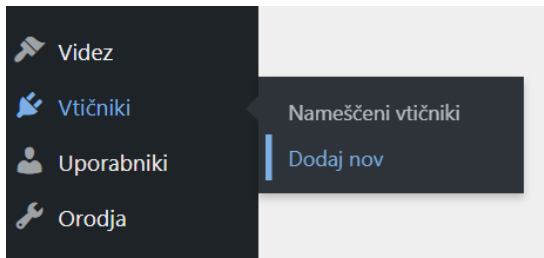 Videz
Vtičniki
Uporabniki
Orodja
Nameščeni vtičniki
Dodaj nov